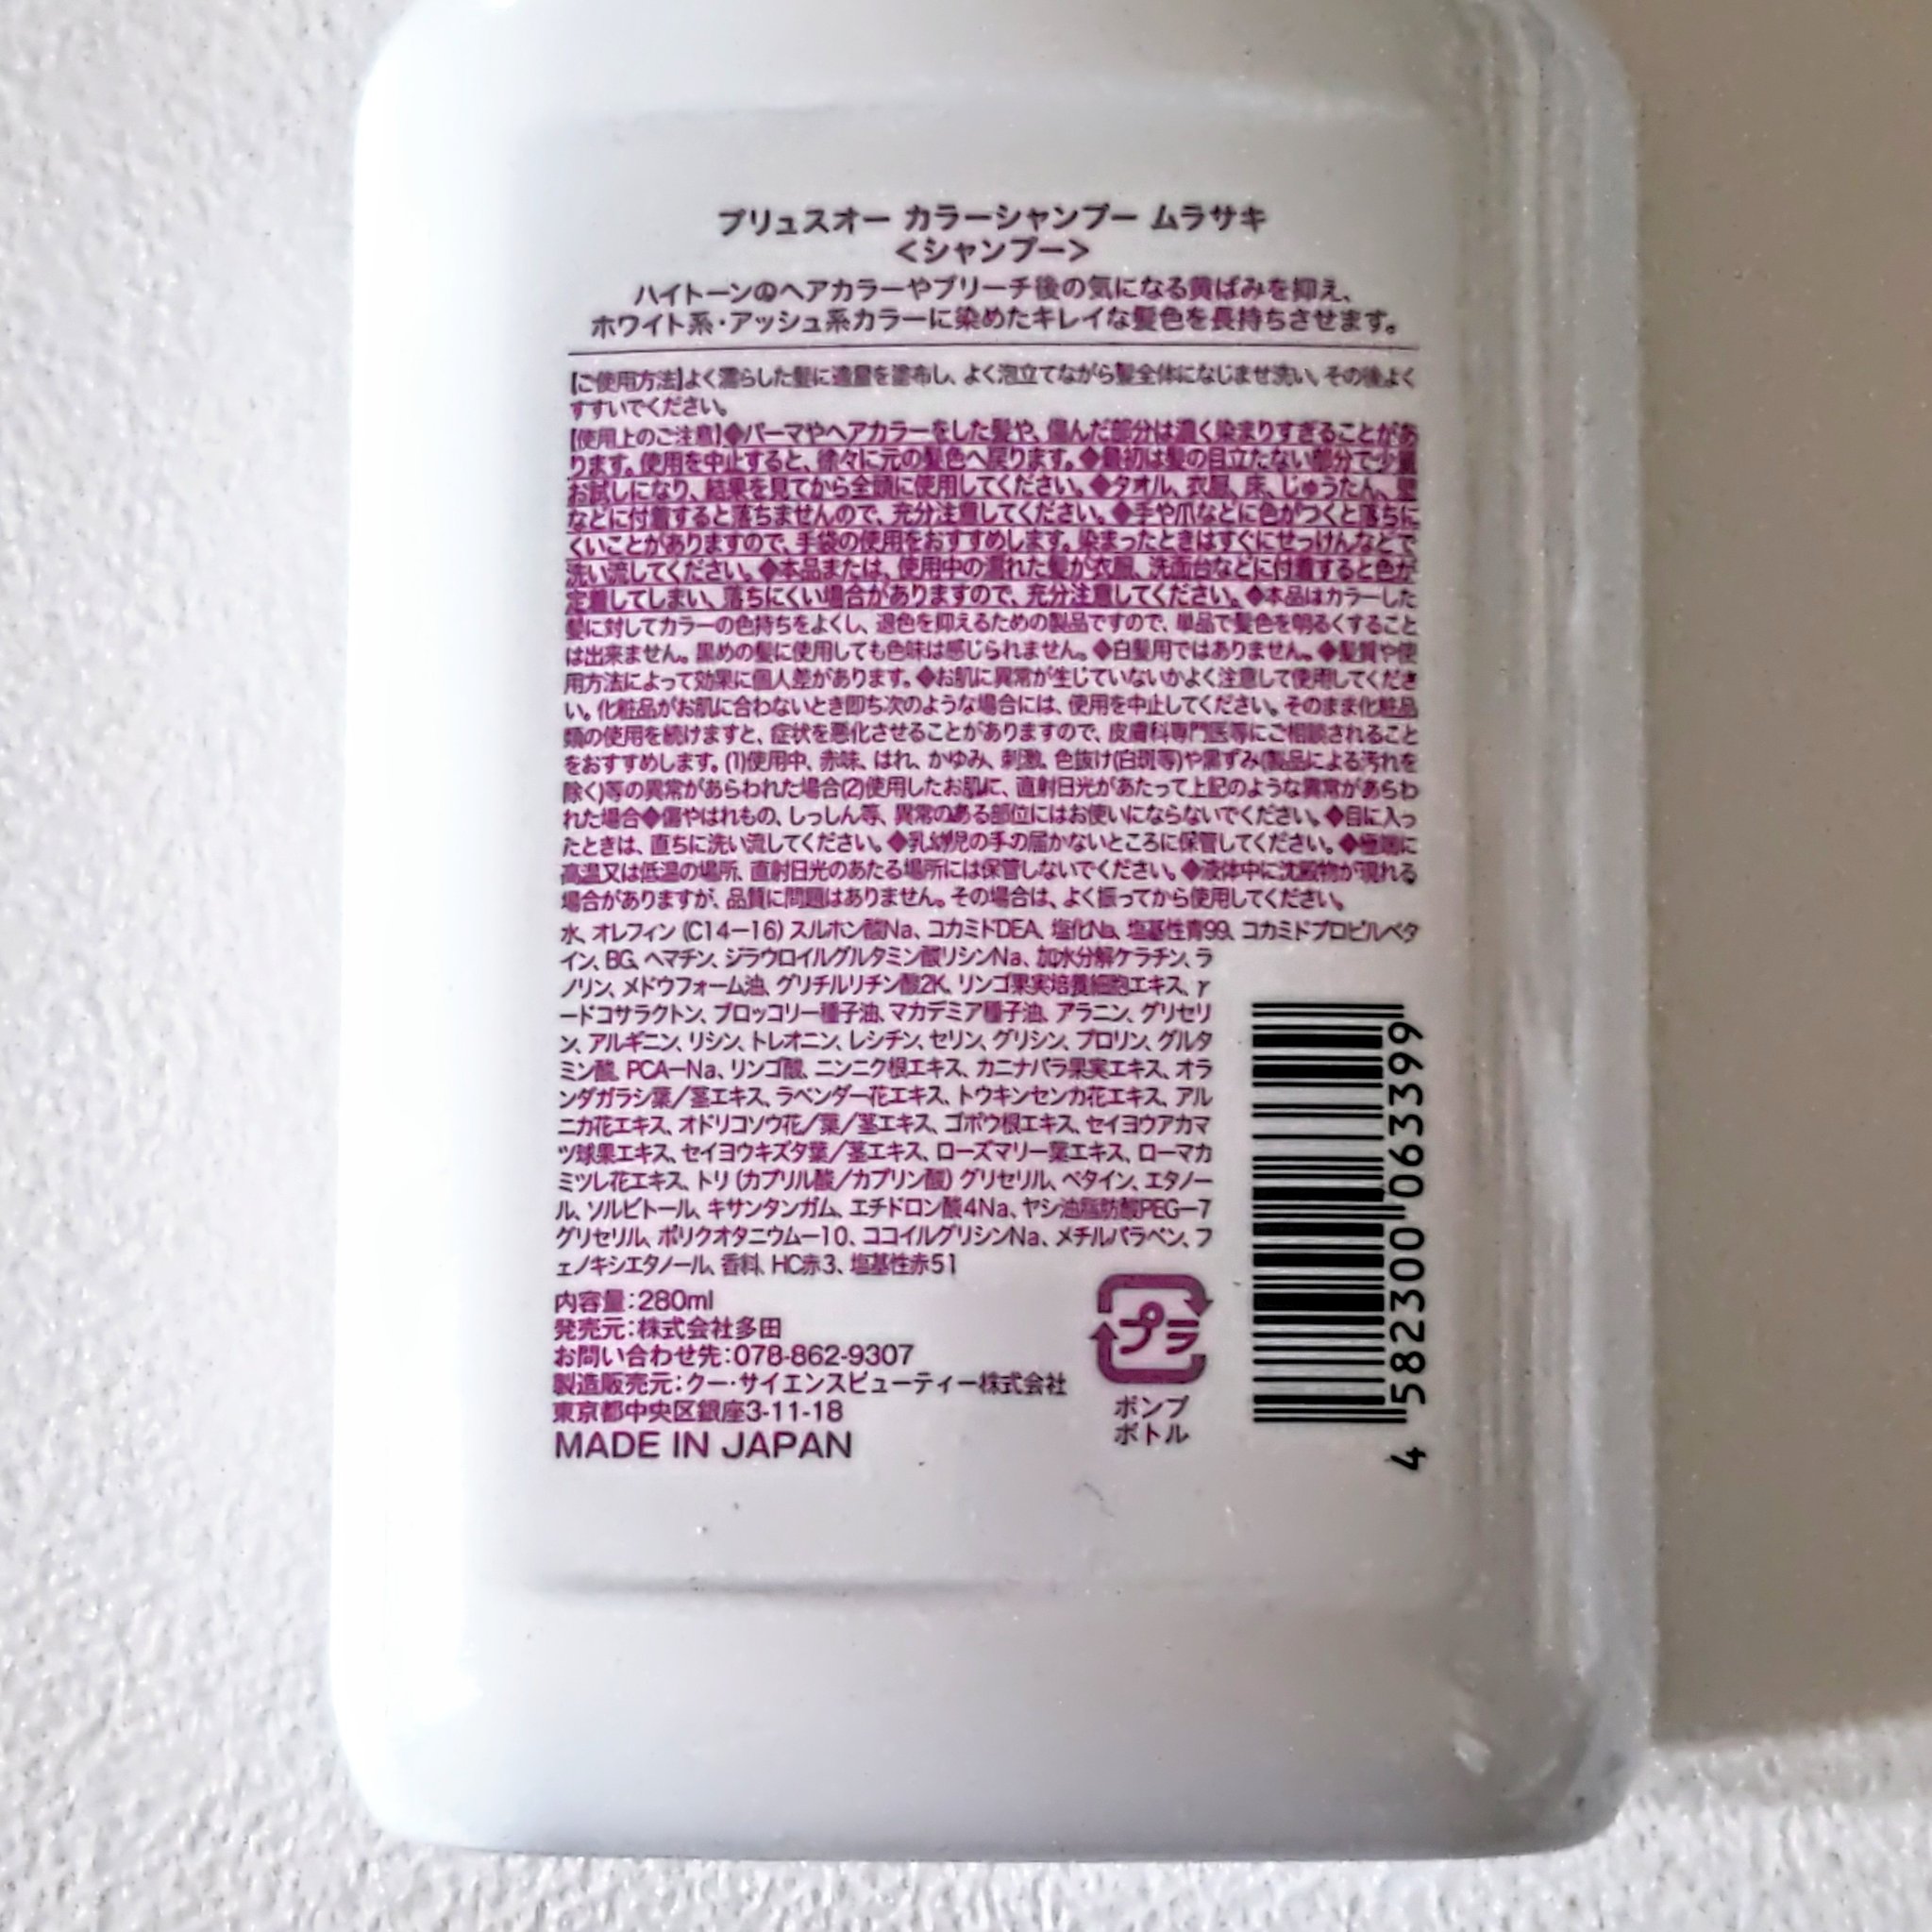 プリュスオー カラーシャンプー ムラサキ
<シャンプー>
ハイトーンのヘアカラーやブリーチ後の気になる黄ばみを抑え、
ホワイト系・アッシュ系カラーに染めたキレイな髪色を長持ちさせます。
【ご使用方法】よく濡らした髪に適量を塗布し、よく泡立てながら髪全体になじませ洗い、その後よく
すすいでください。
【使用上のご注意】◆パーマやヘアカラーをした髪や、傷んだ部分は濃く染まりすぎることがあ
ります。使用を中止すると、徐々に元の髪色へ戻ります。◆最初は髪の目立たない部分で少量
お試しになり、結果を見てから全頭に使用してください。◆タオル、衣服、床、じゅうたん、壁
などに付着すると落ちませんので、充分注意してください。◆手や爪などに色がつくと落ちに
くいことがありますので、手袋の使用をおすすめします。染まったときはすぐにせっけんなどで
洗い流してください。◆本品または、使用中の濡れた髪が衣服、洗面台などに付着すると色が
定着してしまい、落ちにくい場合がありますので、充分注意してください。◆本品はカラーした
髪に対してカラーの色持ちをよくし、退色を抑えるための製品ですので、単品で髪色を明るくすること
は出来ません。黒めの髪に使用しても色味は感じられません。◆白髪用ではありません。◆髪質や使
用方法によって効果に個人差があります。◆お肌に異常が生じていないかよく注意して使用してくださ
い。化粧品がお肌に合わないとき即ち次のような場合には、使用を中止してください。そのまま化粧品
類の使用を続けますと、症状を悪化させることがありますので、皮膚科専門医等にご相談されること
をおすすめします。(1)使用中、赤味、はれ、かゆみ、刺激、色抜け(白斑等)や黒ずみ(製品による汚れを
除く)等の異常があらわれた場合(2)使用したお肌に、直射日光があたって上記のような異常があらわ
れた場合◆傷やはれもの、しっしん等、異常のある部位にはお使いにならないでください。◆目に入っ
たときは、直ちに洗い流してください。◆乳幼児の手の届かないところに保管してください。◆極端に
高温又は低温の場所、直射日光のあたる場所には保管しないでください。◆液体中に沈殿物が現れる
場合がありますが、品質に問題はありません。その場合は、よく振ってから使用してください。
水、オレフィン(C14−16)スルホン酸Na、コカミドDEA、塩化Na、塩基性青99、コカミドプロピルベタ
イン、BG、ヘマチン、ジラウロイルグルタミン酸リシンNa、加水分解ケラチン、ラ
ノリン、メドウフォーム油、グリチルリチン酸2K、リンゴ果実培養細胞エキス、γ
ードコサラクトン、ブロッコリー種子油、マカデミア種子油、アラニン、グリセリ
ン、アルギニン、リシン、トレオニン、レシチン、セリン、グリシン、プロリン、グルタ
ミン酸、PCAーNa、リンゴ酸、ニンニク根エキス、カニナバラ果実エキス、オラ
ンダガラシ葉／茎エキス、ラベンダー花エキス、トウキンセンカ花エキス、アル
ニカ花エキス、オドリコソウ花／葉／茎エキス、ゴボウ根エキス、セイヨウアカマ
ツ球果エキス、セイヨウキズタ葉／茎エキス、ローズマリー葉エキス、ローマカ
ミツレ花エキス、トリ(カプリル酸／カプリン酸)グリセリル、ベタイン、エタノー
ル、ソルビトール、キサンタンガム、エチドロン酸4Na、ヤシ油脂肪酸PEGー7
グリセリル、ポリクオタニウムー10、ココイルグリシンNa、メチルパラベン、フ
ェノキシエタノール、香料、HC赤3、塩基性赤51
内容量:280ml
発売元:株式会社多田
お問い合わせ先:078-862-9307
製造販売元:クー・サイエンスビューティー株式会社
東京都中央区銀座3-11-18
MADE IN JAPAN
プラ
ポンプ
ボトル
4 582300 063399